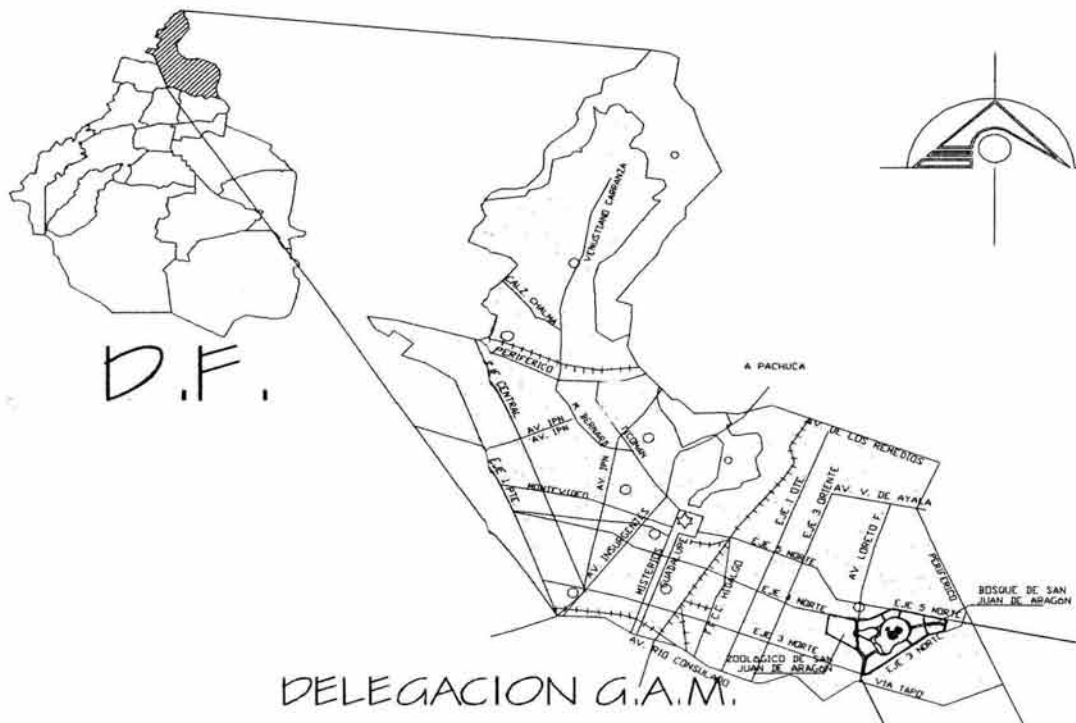 D.F.
VENUSTIANO CARRANZA
CALZ. CHALMA
PERIFERICO
A PACHUCA
EJE CENTRAL
AV. IPN
AV. IPN
M. BERNARD
TICOMAN
AV. IPN
AV. DE LOS REMEDIOS
EJE 1 PTE
MONTEVIDEO
AV. INSURGENTES
MISTERIOS
GUADALUPE
EJE 1 OTE
EJE 3 ORIENTE
AV. V. DE AYALA
AV LORETO F.
PERIFERICO
EJE 5 NORTE
F.F.C.C. HIDALGO
EJE 4 NORTE
EJE 5 NORTE
BOSQUE DE SAN
JUAN DE ARAGON
EJE 3 NORTE
EJE 3 NORTE
AV. RIO CONSULADO
ZOOLOGICO DE SAN
JUAN DE ARAGON
VIA TAPO
DELEGACION G.A.M.